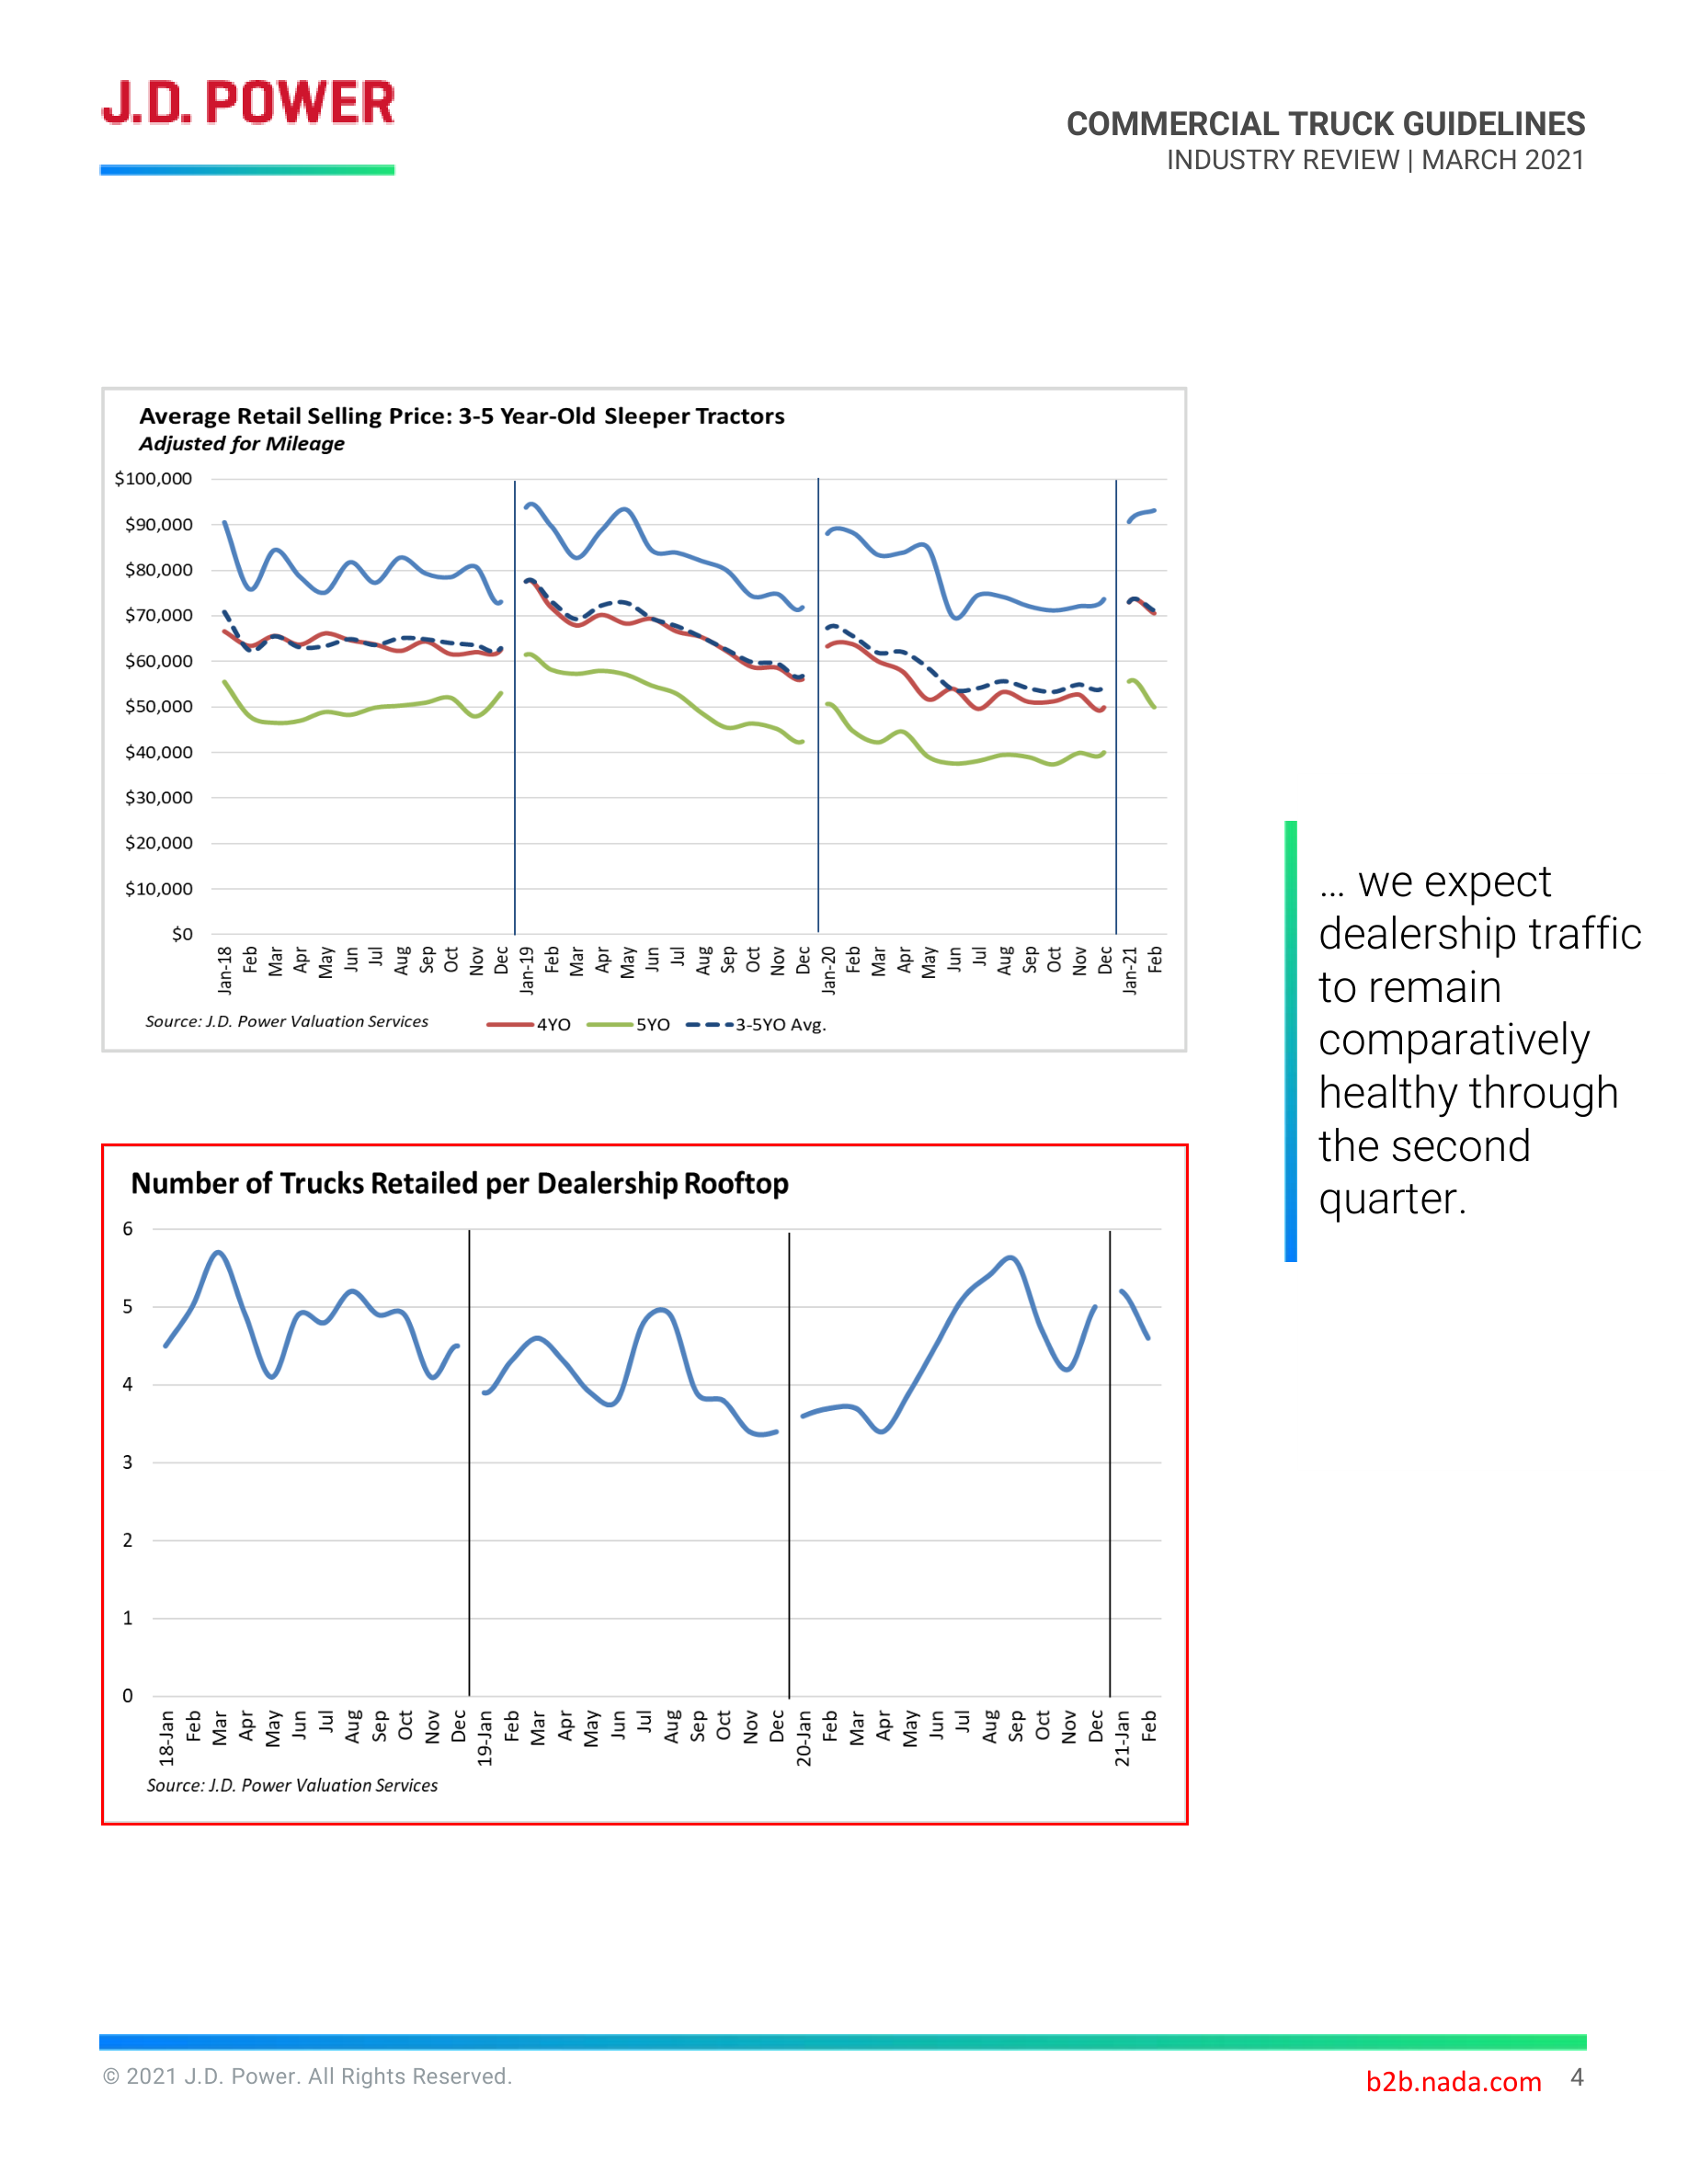 J.D. POWER
COMMERCIAL TRUCK GUIDELINES
INDUSTRY REVIEW | MARCH 2021
Average Retail Selling Price: 3-5 Year-Old Sleeper Tractors
Adjusted for Mileage
$100,000
$90,000
$80,000
$70,000
$60,000
$50,000
$40,000
$30,000
$20,000
$10,000
$0
Jan-18 Feb Mar Apr May Jun Jul Aug Sep Oct Nov Dec Jan-19 Feb Mar Apr May Jun Jul Aug Sep Oct Nov Dec Jan-20 Feb Mar Apr May Jun Jul Aug Sep Oct Nov Dec Jan-21 Feb
Source: J.D. Power Valuation Services 4YO 5YO 3-5YO Avg.
... we expect
dealership traffic
to remain
comparatively
healthy through
the second
quarter.
Number of Trucks Retailed per Dealership Rooftop
6
5
4
3
2
1
0
18-Jan Feb Mar Apr May Jun Jul Aug Sep Oct Nov Dec 19-Jan Feb Mar Apr May Jun Jul Aug Sep Oct Nov Dec 20-Jan Feb Mar Apr May Jun Jul Aug Sep Oct Nov Dec 21-Jan Feb
Source: J.D. Power Valuation Services
© 2021 J.D. Power. All Rights Reserved.
b2b.nada.com 4